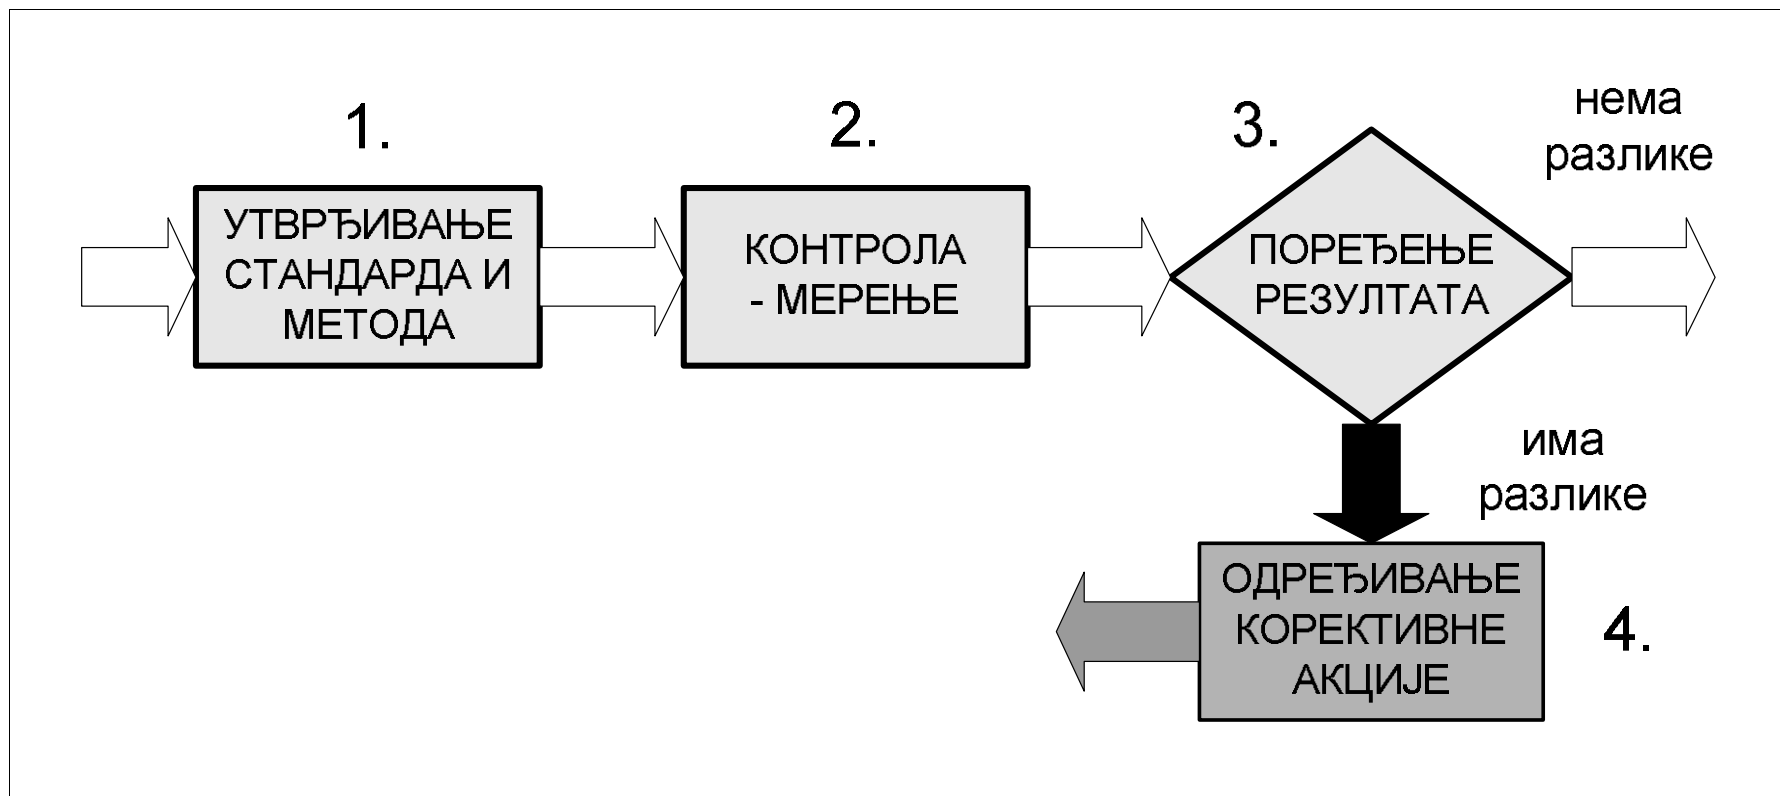 1.
УТВРЂИВАЊЕ
СТАНДАРДА И
МЕТОДА
2.
КОНТРОЛА
- МЕРЕЊЕ
3.
ПОРЕЂЕЊЕ
РЕЗУЛТАТА
нема
разлике
има
разлике
ОДРЕЂИВАЊЕ
КОРЕКТИВНЕ
АКЦИЈЕ
4.